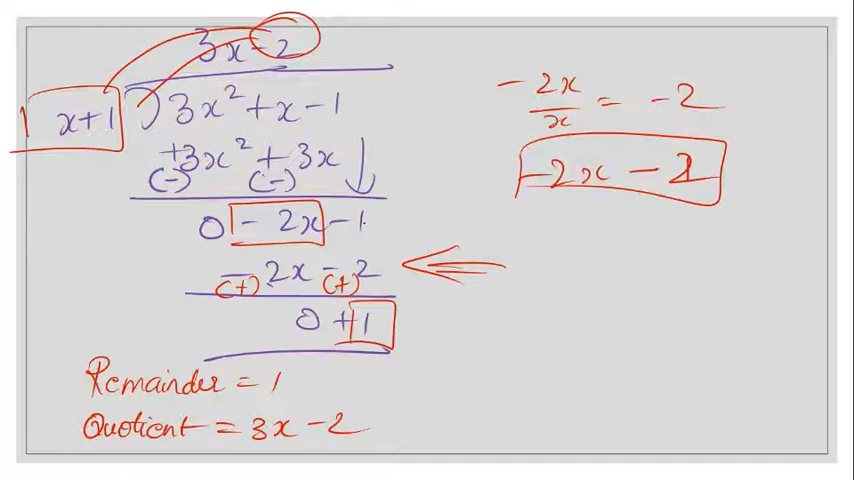 3x - 2
x+1 ) 3x² + x - 1
+3x² + 3x
(-) (-)
0 - 2x - 1
- 2x - 2
(+) (+)
0 + 1
Remainder = 1
Quotient = 3x - 2
- 2x/x = - 2
-2x - 2